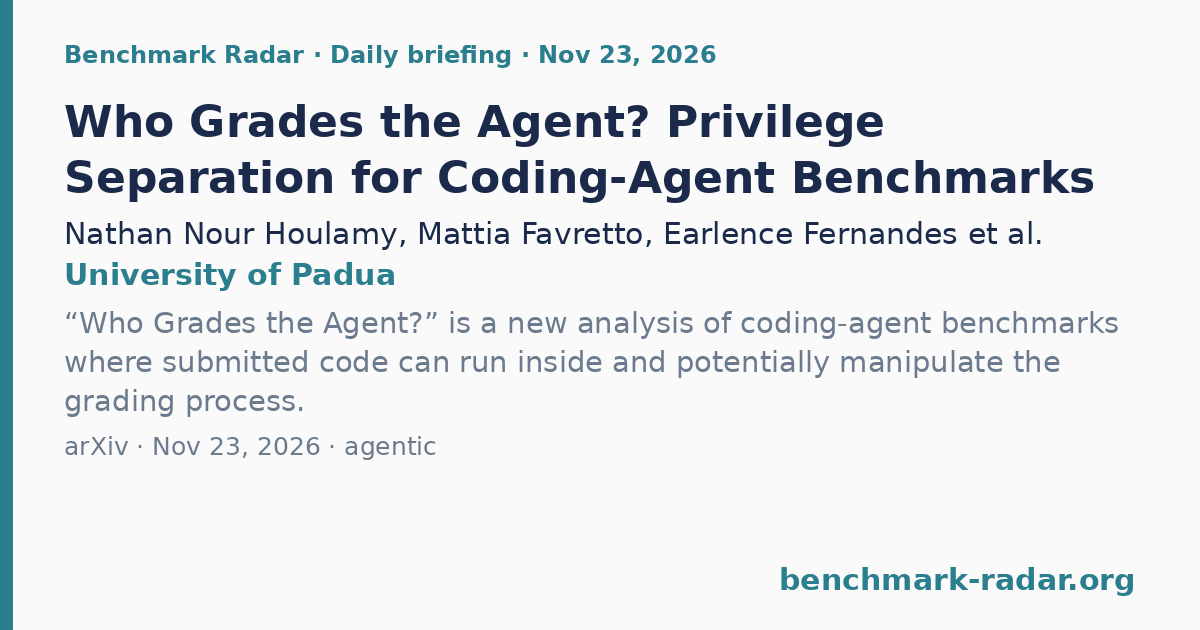 Benchmark Radar · Daily briefing · Nov 23, 2026
Who Grades the Agent? Privilege
Separation for Coding-Agent Benchmarks
Nathan Nour Houlamy, Mattia Favretto, Earlence Fernandes et al.
University of Padua
“Who Grades the Agent?” is a new analysis of coding-agent benchmarks
where submitted code can run inside and potentially manipulate the
grading process.
arXiv · Nov 23, 2026 · agentic
benchmark-radar.org